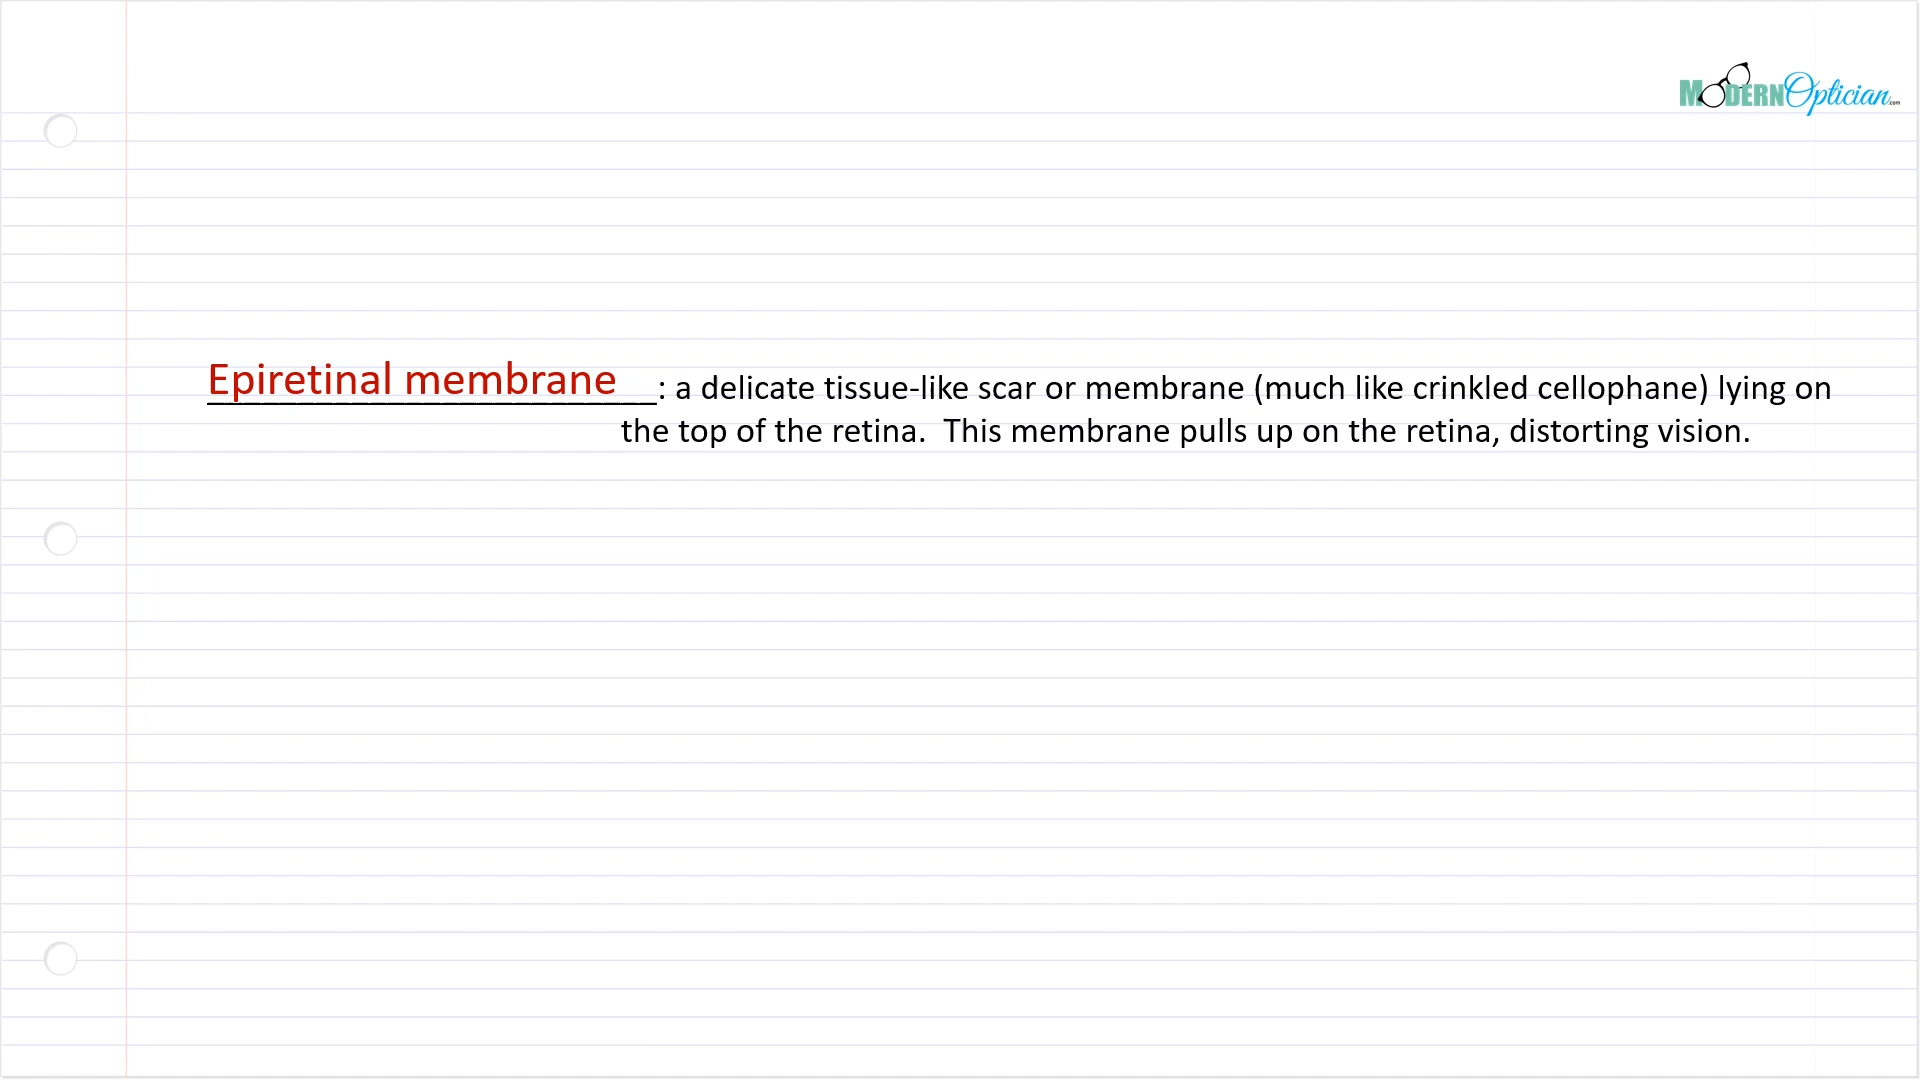 MODERNOptician.com
Epiretinal membrane: a delicate tissue-like scar or membrane (much like crinkled cellophane) lying on
the top of the retina.  This membrane pulls up on the retina, distorting vision.